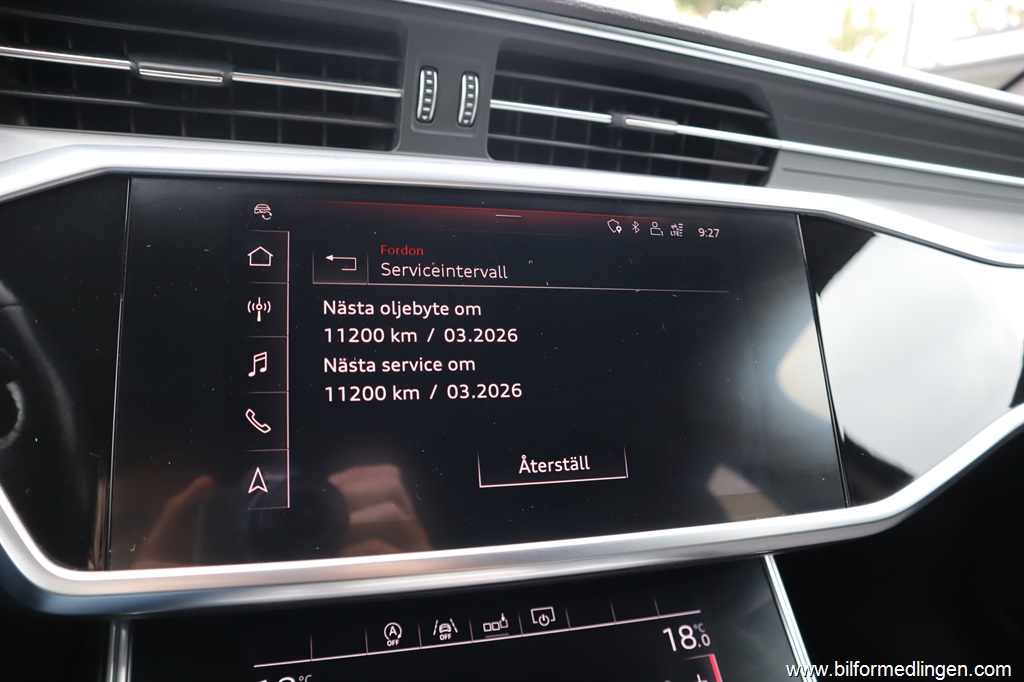 9:27
Fordon
Serviceintervall
Nästa oljebyte om
11200 km / 03.2026
Nästa service om
11200 km / 03.2026
Återställ
OFF
OFF
18.0 °C
www.bilformedlingen.com